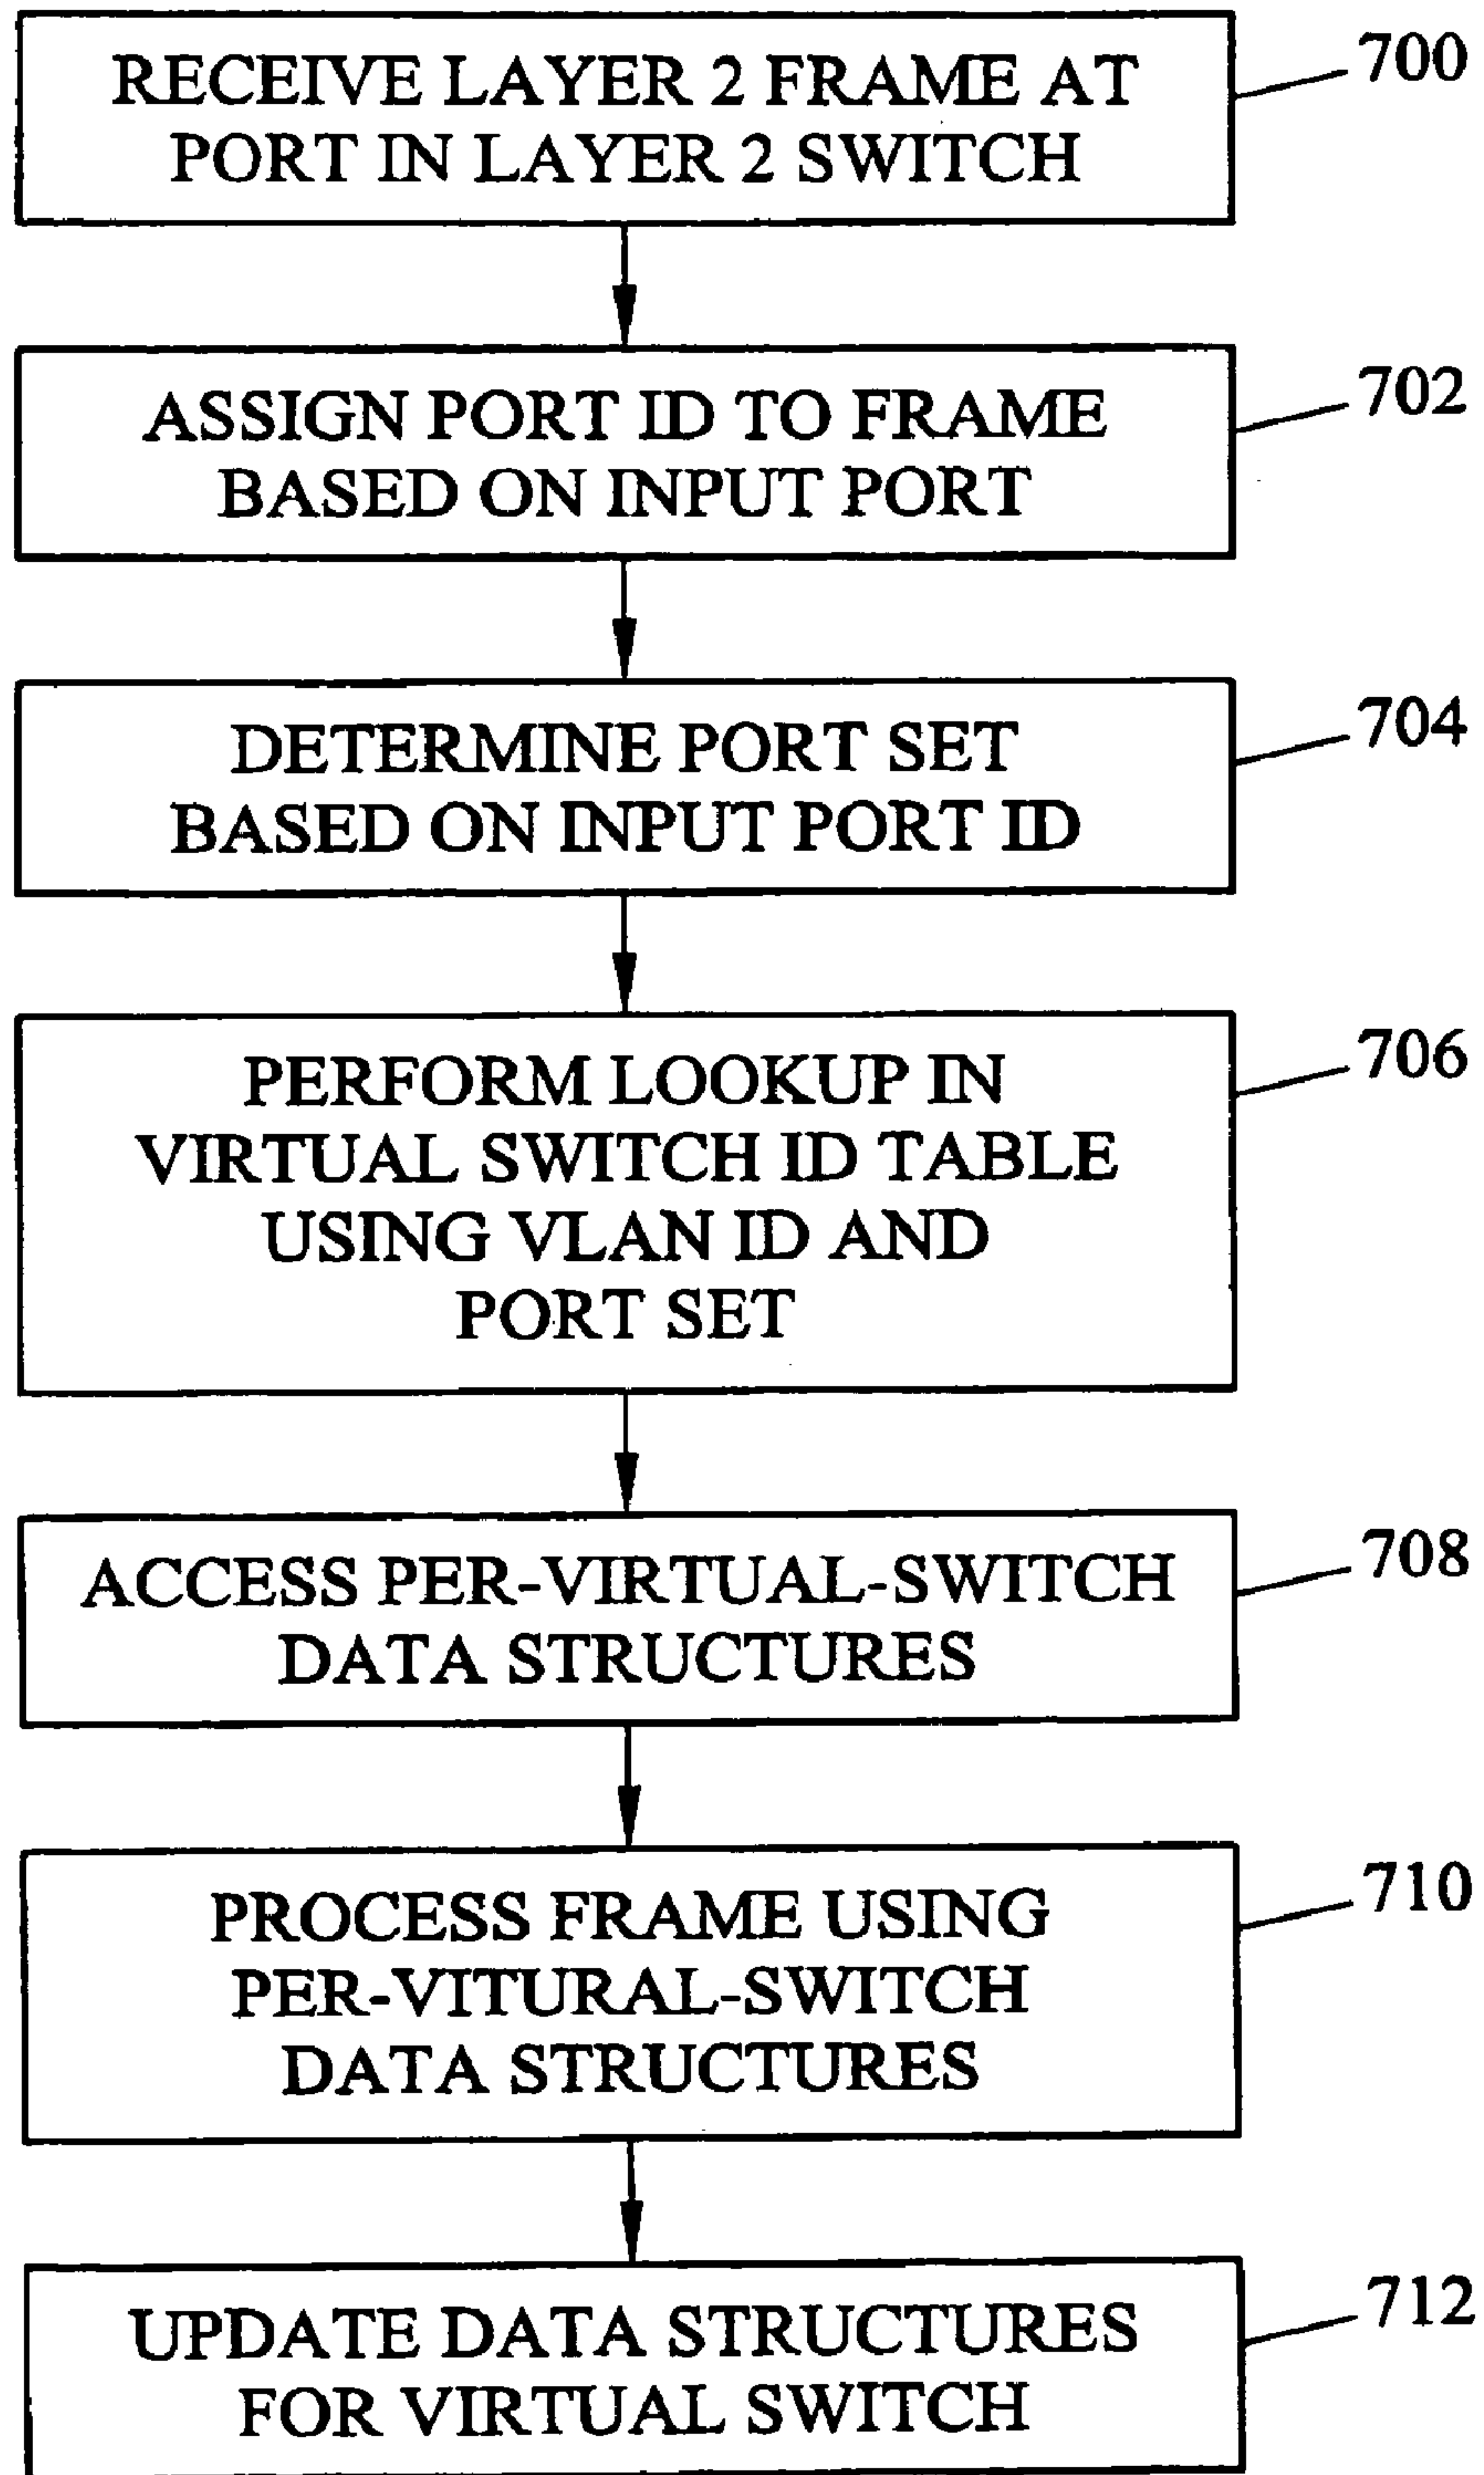 RECEIVE LAYER 2 FRAME AT
PORT IN LAYER 2 SWITCH
700
ASSIGN PORT ID TO FRAME
BASED ON INPUT PORT
702
DETERMINE PORT SET
BASED ON INPUT PORT ID
704
PERFORM LOOKUP IN
VIRTUAL SWITCH ID TABLE
USING VLAN ID AND
PORT SET
706
ACCESS PER-VIRTUAL-SWITCH
DATA STRUCTURES
708
PROCESS FRAME USING
PER-VITURAL-SWITCH
DATA STRUCTURES
710
UPDATE DATA STRUCTURES
FOR VIRTUAL SWITCH
712